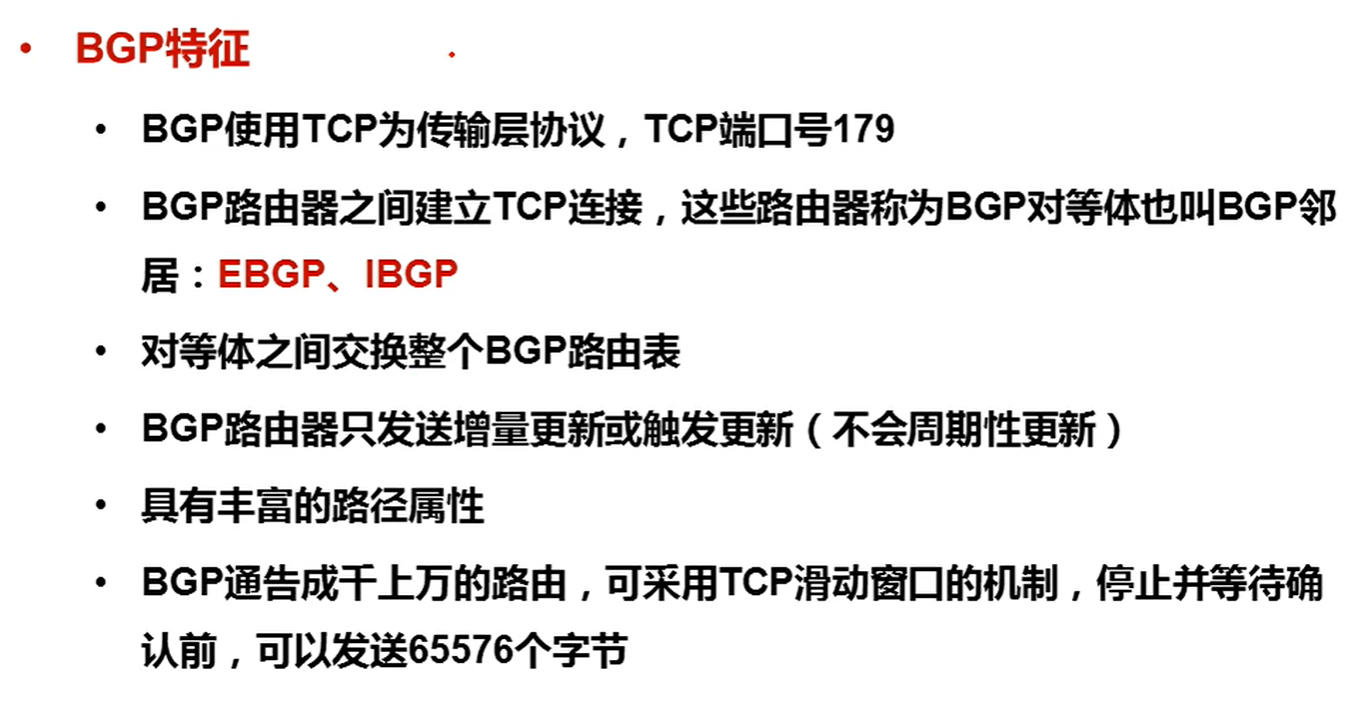 • BGP特征
• BGP使用TCP为传输层协议，TCP端口号179
• BGP路由器之间建立TCP连接，这些路由器称为BGP对等体也叫BGP邻
居：EBGP、IBGP
• 对等体之间交换整个BGP路由表
• BGP路由器只发送增量更新或触发更新（不会周期性更新）
• 具有丰富的路径属性
• BGP通告成千上万的路由，可采用TCP滑动窗口的机制，停止并等待确
认前，可以发送65576个字节